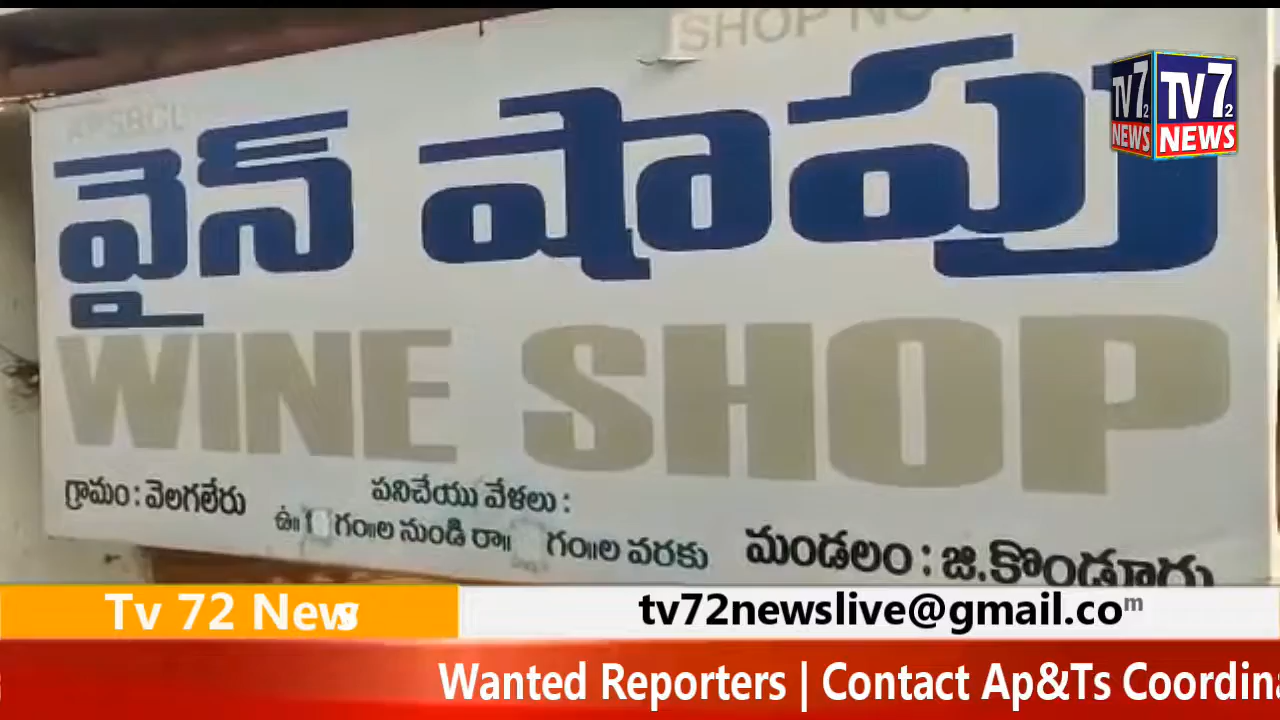 SHOP NO
APSBCL
వైన్ షాపు
WINE SHOP
గ్రామం : వెలగలేరు
పనిచేయు వేళలు :
ఉ॥ గం॥ల నుండి రా॥ గం॥ల వరకు
మండలం : జి.కొండూరు
TV72 NEWS
TV72 NEWS
Tv 72 News
tv72newslive@gmail.com
Wanted Reporters | Contact Ap&Ts